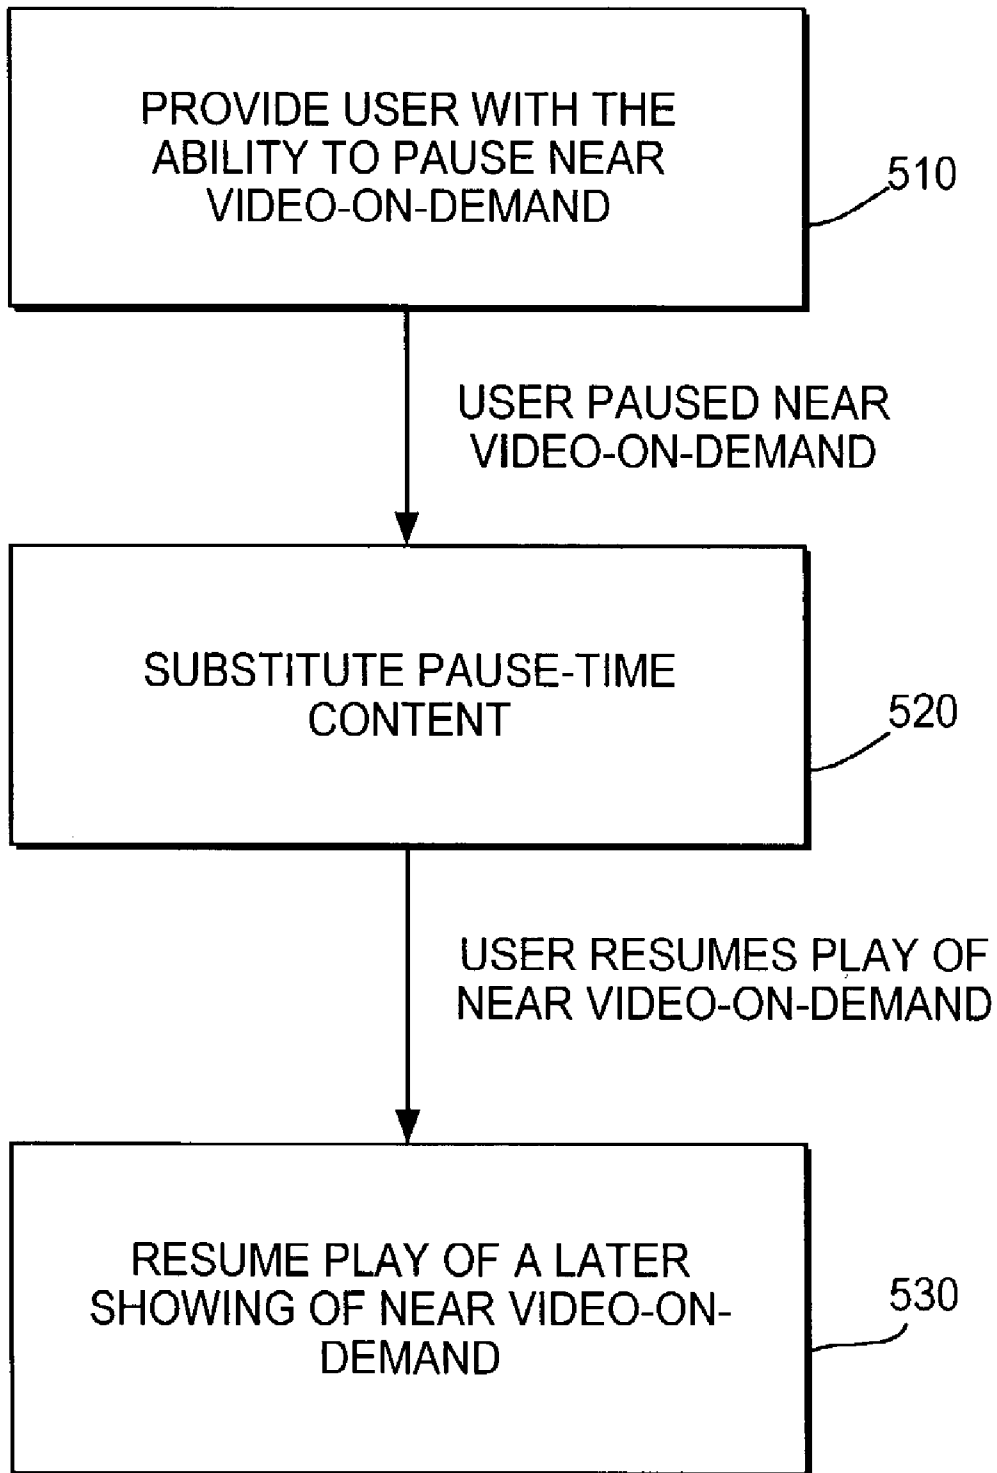 PROVIDE USER WITH THE
ABILITY TO PAUSE NEAR
VIDEO-ON-DEMAND
510
USER PAUSED NEAR
VIDEO-ON-DEMAND
SUBSTITUTE PAUSE-TIME
CONTENT
520
USER RESUMES PLAY OF
NEAR VIDEO-ON-DEMAND
RESUME PLAY OF A LATER
SHOWING OF NEAR VIDEO-ON-
DEMAND
530